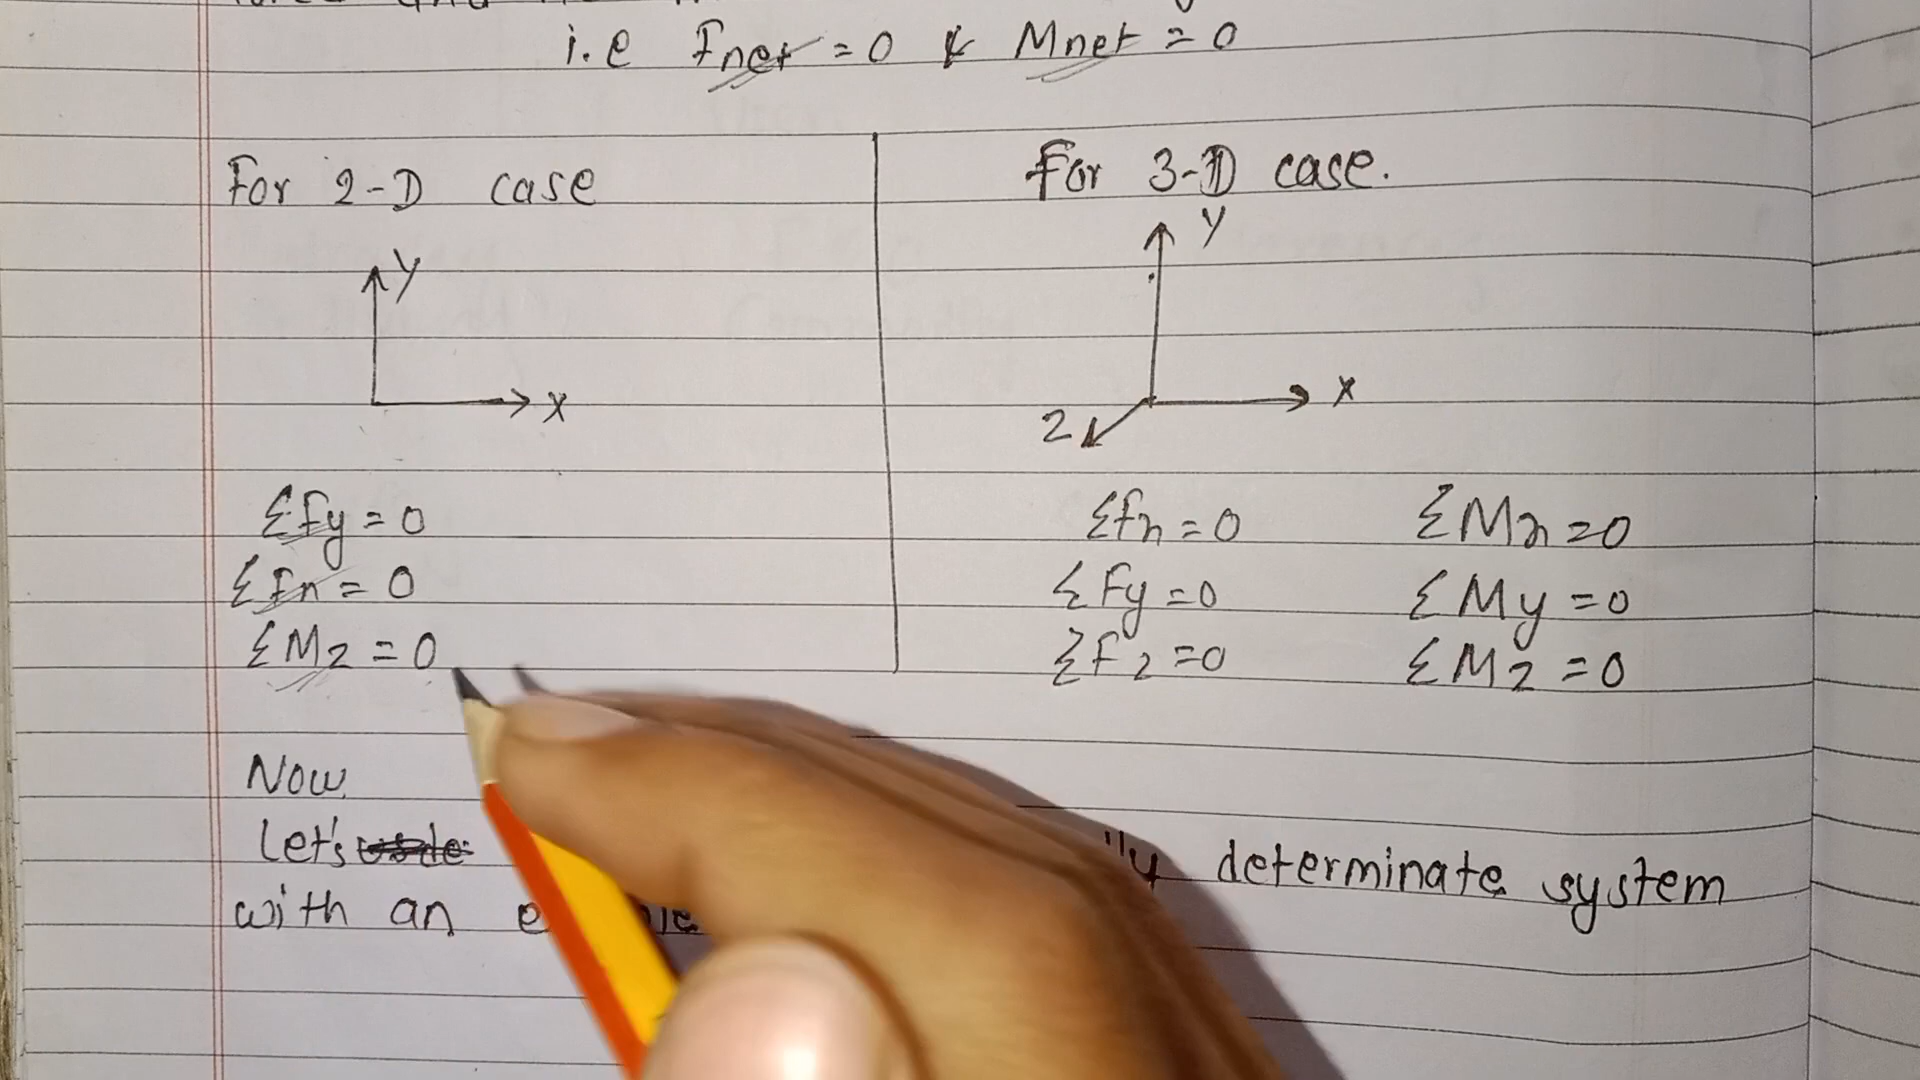 i.e Fnet = 0 & Mnet = 0
For 2-D case
Y
X
ΣFy = 0
ΣFx = 0
ΣMz = 0
For 3-D case.
Y
X
Z
ΣFx = 0 ΣMx = 0
ΣFy = 0 ΣMy = 0
ΣFz = 0 ΣMz = 0
Now
Let's determinate system
with an